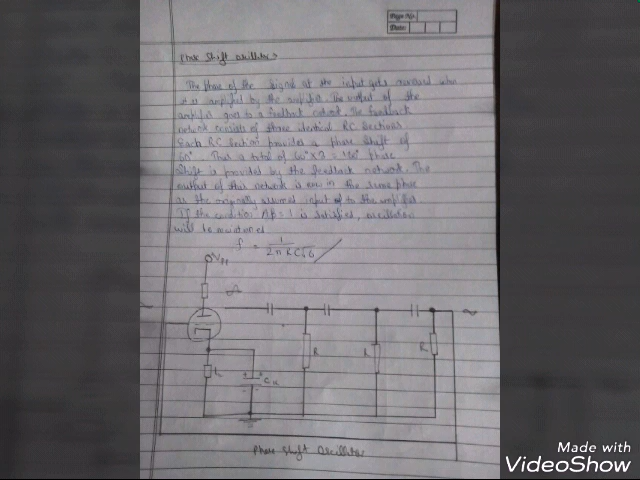 Page No.
Date:
Phase Shift oscillator
The phase of the signal at the input gets reversed when
it is amplified by the amplifier. The output of the
amplifier goes to a feedback network. The feedback
network consists of three identical RC sections.
Each RC section provides a phase shift of
60°. Thus a total of 60° x 3 = 180° phase
shift is provided by the feedback network. The
output of this network is now in the same phase
as the originally assumed input of to the amplifier
If the condition Aβ = 1 is satisfied, oscillation
will be maintained
f = 1 / 2π RC√6
R
R
R
Phase Shift Oscillator
Made with
VideoShow